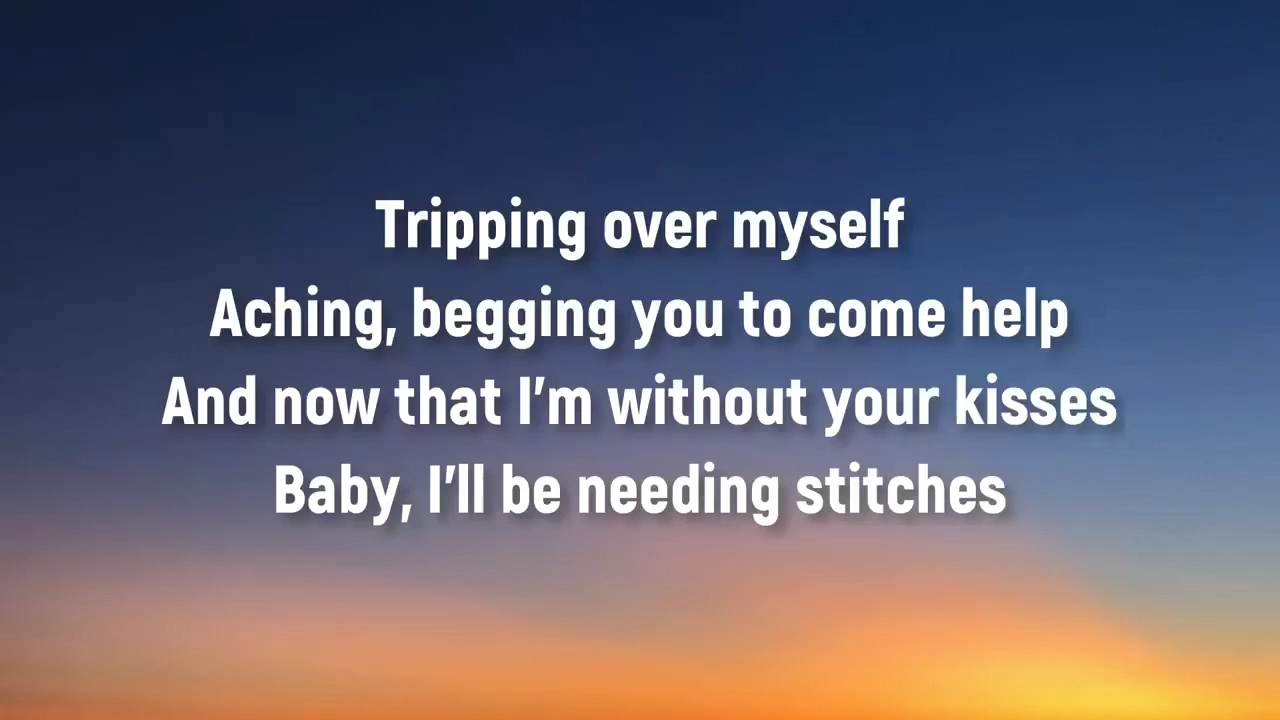 Tripping over myself
Aching, begging you to come help
And now that I'm without your kisses
Baby, I'll be needing stitches